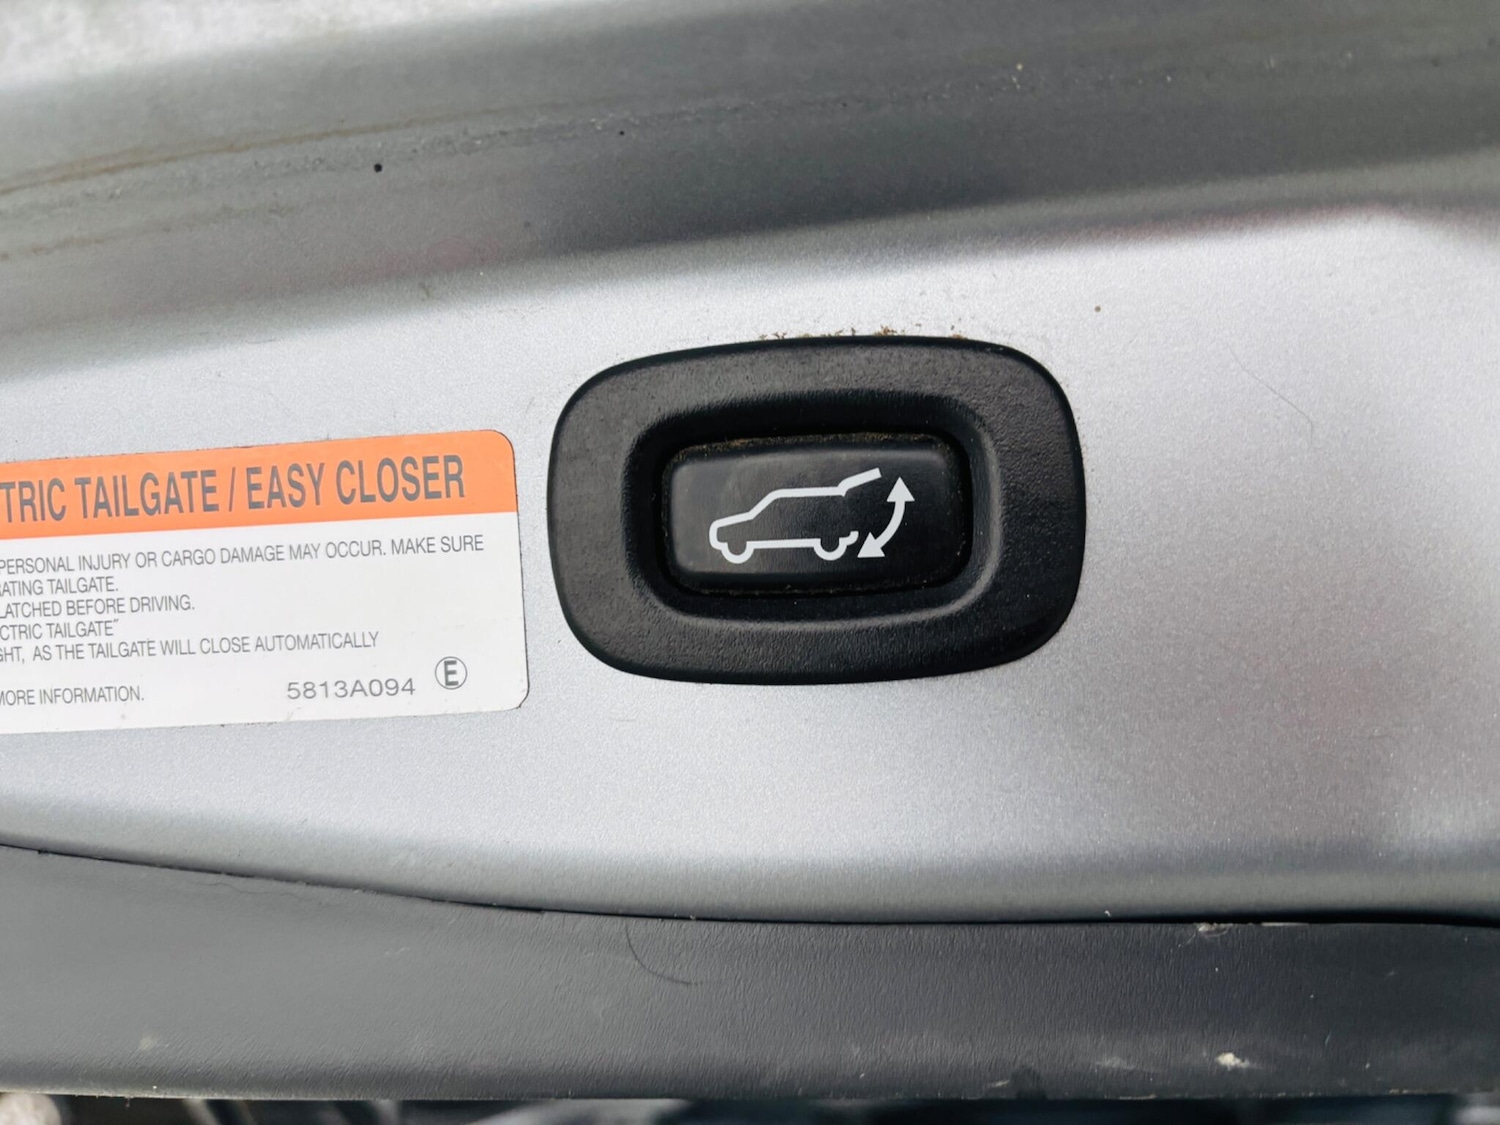 TRIC TAILGATE / EASY CLOSER
PERSONAL INJURY OR CARGO DAMAGE MAY OCCUR. MAKE SURE
RATING TAILGATE.
LATCHED BEFORE DRIVING.
CTRIC TAILGATE"
GHT, AS THE TAILGATE WILL CLOSE AUTOMATICALLY
MORE INFORMATION.
5813A094 E